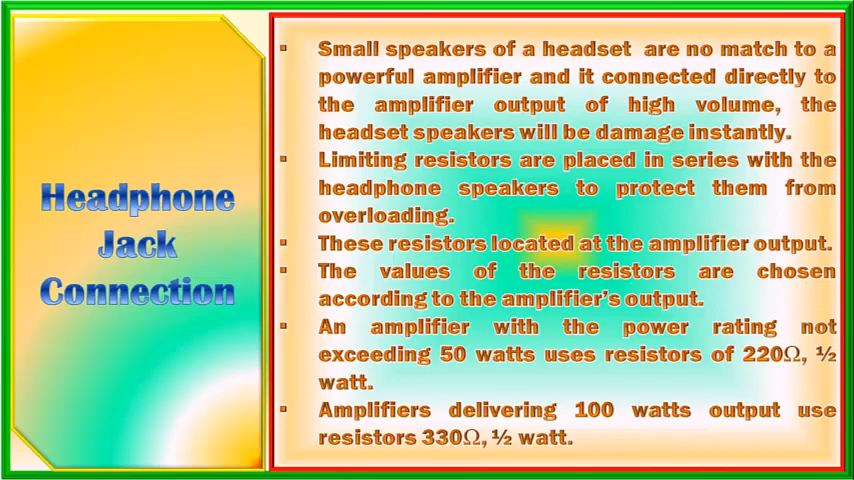 Headphone
Jack
Connection
▪ Small speakers of a headset are no match to a
powerful amplifier and it connected directly to
the amplifier output of high volume, the
headset speakers will be damage instantly.
▪ Limiting resistors are placed in series with the
headphone speakers to protect them from
overloading.
▪ These resistors located at the amplifier output.
▪ The values of the resistors are chosen
according to the amplifier's output.
▪ An amplifier with the power rating not
exceeding 50 watts uses resistors of 220Ω, ½
watt.
▪ Amplifiers delivering 100 watts output use
resistors 330Ω, ½ watt.